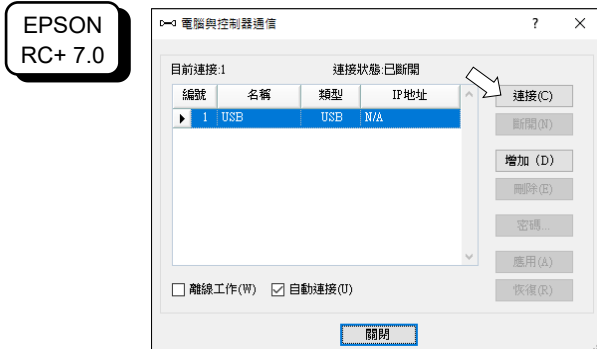 EPSON
RC+ 7.0
電腦與控制器通信
? ×
目前連接:1 連接狀態:已斷開
編號 名稱 類型 IP地址
1 USB USB N/A
連接(C)
斷開(N)
增加 (D)
刪除(E)
密碼...
應用(A)
恢復(R)
離線工作(W) 自動連接(U)
關閉